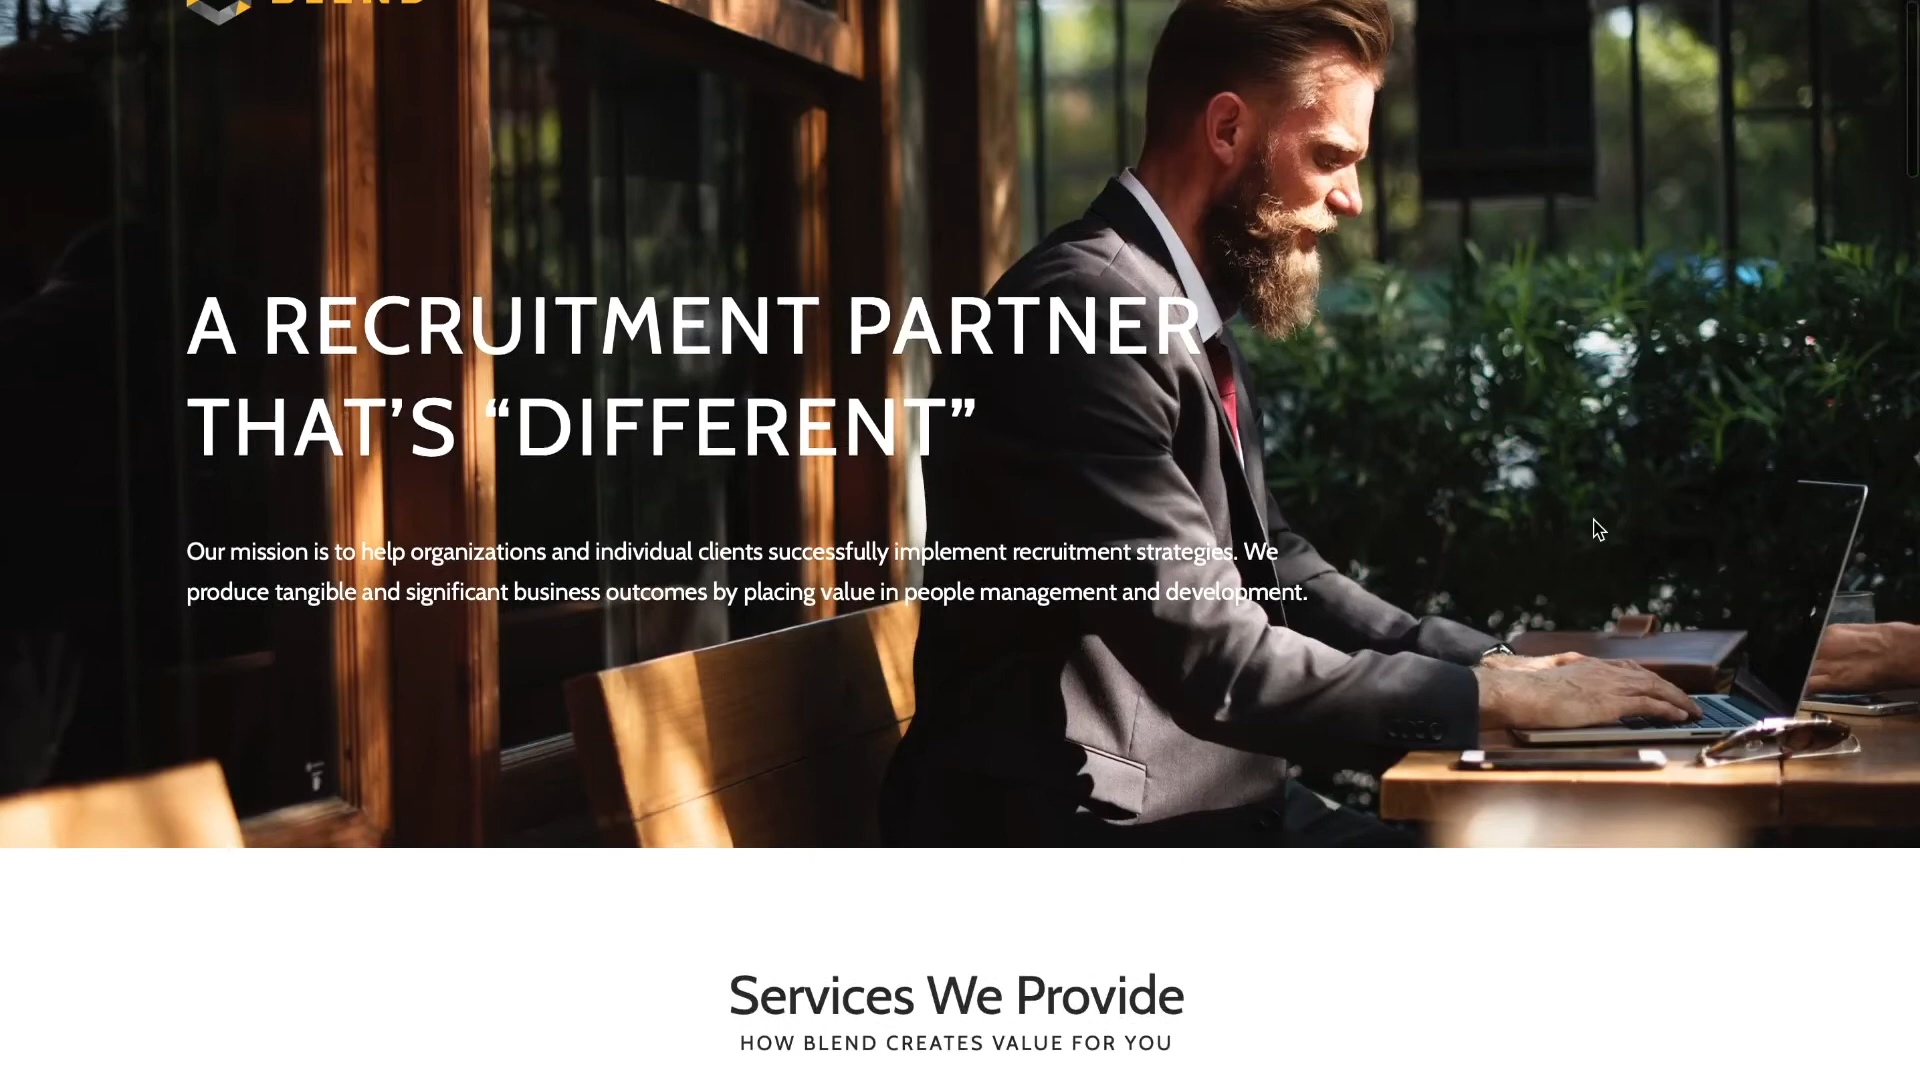 BLEND
A RECRUITMENT PARTNER
THAT’S “DIFFERENT”
Our mission is to help organizations and individual clients successfully implement recruitment strategies. We
produce tangible and significant business outcomes by placing value in people management and development.
Services We Provide
HOW BLEND CREATES VALUE FOR YOU